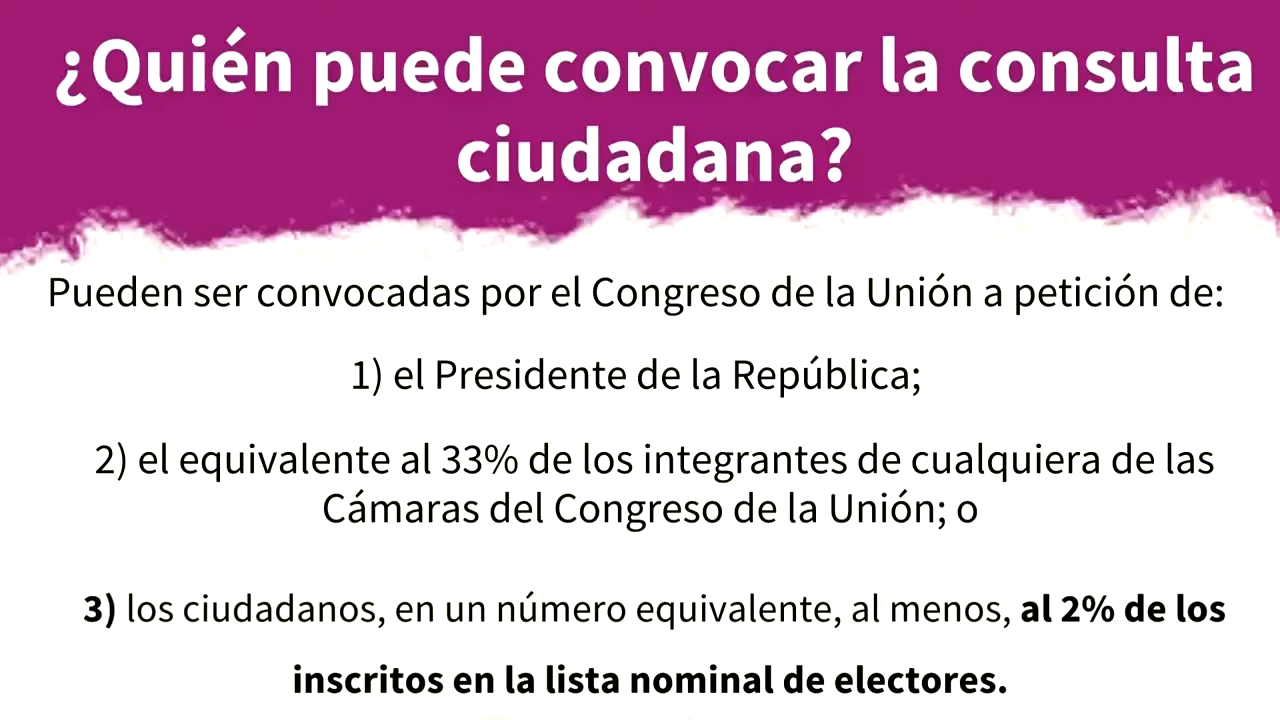 ¿Quién puede convocar la consulta
ciudadana?
Pueden ser convocadas por el Congreso de la Unión a petición de:
1) el Presidente de la República;
2) el equivalente al 33% de los integrantes de cualquiera de las
Cámaras del Congreso de la Unión; o
3) los ciudadanos, en un número equivalente, al menos, al 2% de los
inscritos en la lista nominal de electores.